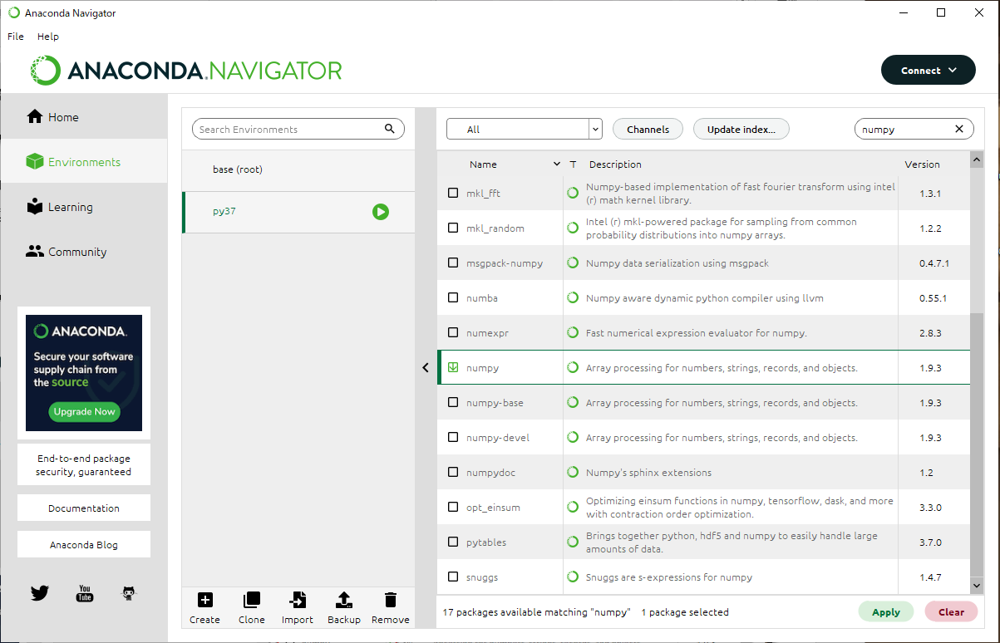 Anaconda Navigator
File Help
ANACONDA.NAVIGATOR
Connect
Home
Environments
Learning
Community
ANACONDA.
Secure your software
supply chain from
the source
Upgrade Now
End-to-end package
security, guaranteed
Documentation
Anaconda Blog
You
Tube
Search Environments
base (root)
py37
Create Clone Import Backup Remove
All Channels Update index... numpy
Name T Description Version
mkl_fft Numpy-based implementation of fast fourier transform using intel
(r) math kernel library. 1.3.1
mkl_random Intel (r) mkl-powered package for sampling from common
probability distributions into numpy arrays. 1.2.2
msgpack-numpy Numpy data serialization using msgpack 0.4.7.1
numba Numpy aware dynamic python compiler using llvm 0.55.1
numexpr Fast numerical expression evaluator for numpy. 2.8.3
numpy Array processing for numbers, strings, records, and objects. 1.9.3
numpy-base Array processing for numbers, strings, records, and objects. 1.9.3
numpy-devel Array processing for numbers, strings, records, and objects. 1.9.3
numpydoc Numpy's sphinx extensions 1.2
opt_einsum Optimizing einsum functions in numpy, tensorflow, dask, and more
with contraction order optimization. 3.3.0
pytables Brings together python, hdf5 and numpy to easily handle large
amounts of data. 3.7.0
snuggs Snuggs are s-expressions for numpy 1.4.7
17 packages available matching "numpy" 1 package selected Apply Clear